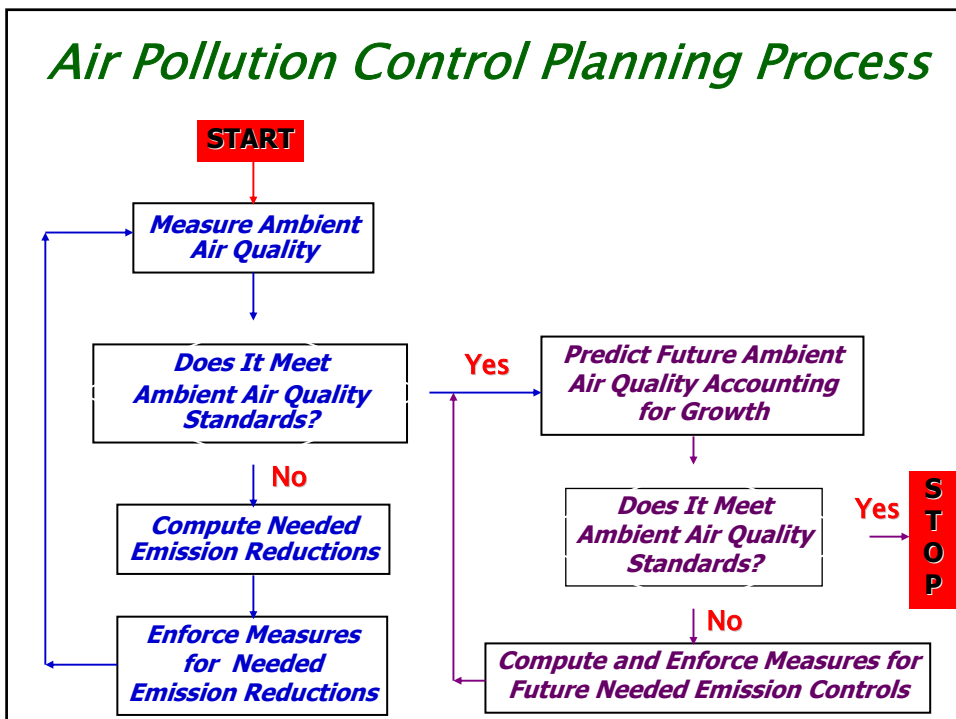 Air Pollution Control Planning Process
START
Measure Ambient
Air Quality
Does It Meet
Ambient Air Quality
Standards?
No
Compute Needed
Emission Reductions
Enforce Measures
for Needed
Emission Reductions
Yes
Predict Future Ambient
Air Quality Accounting
for Growth
Does It Meet
Ambient Air Quality
Standards?
Yes
S
T
O
P
No
Compute and Enforce Measures for
Future Needed Emission Controls